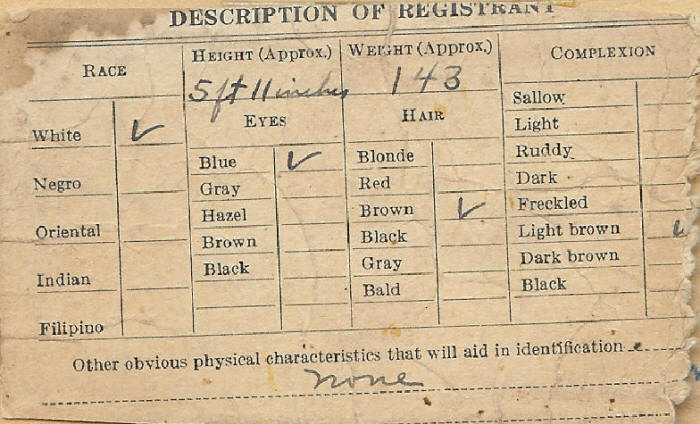 DESCRIPTION OF REGISTRANT
RACE
HEIGHT (Approx.)
WEIGHT (Approx.)
COMPLEXION
5 ft 11 inches
143
EYES
HAIR
White ✓
Negro
Oriental
Indian
Filipino
Blue ✓
Gray
Hazel
Brown
Black
Blonde
Red
Brown ✓
Black
Gray
Bald
Sallow
Light
Ruddy
Dark
Freckled
Light brown ✓
Dark brown
Black
Other obvious physical characteristics that will aid in identification
none